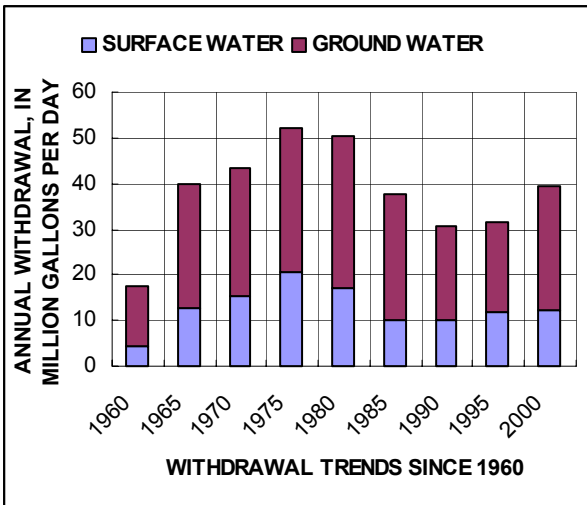 SURFACE WATER GROUND WATER
ANNUAL WITHDRAWAL, IN
MILLION GALLONS PER DAY
60
50
40
30
20
10
0
1960 1965 1970 1975 1980 1985 1990 1995 2000
WITHDRAWAL TRENDS SINCE 1960